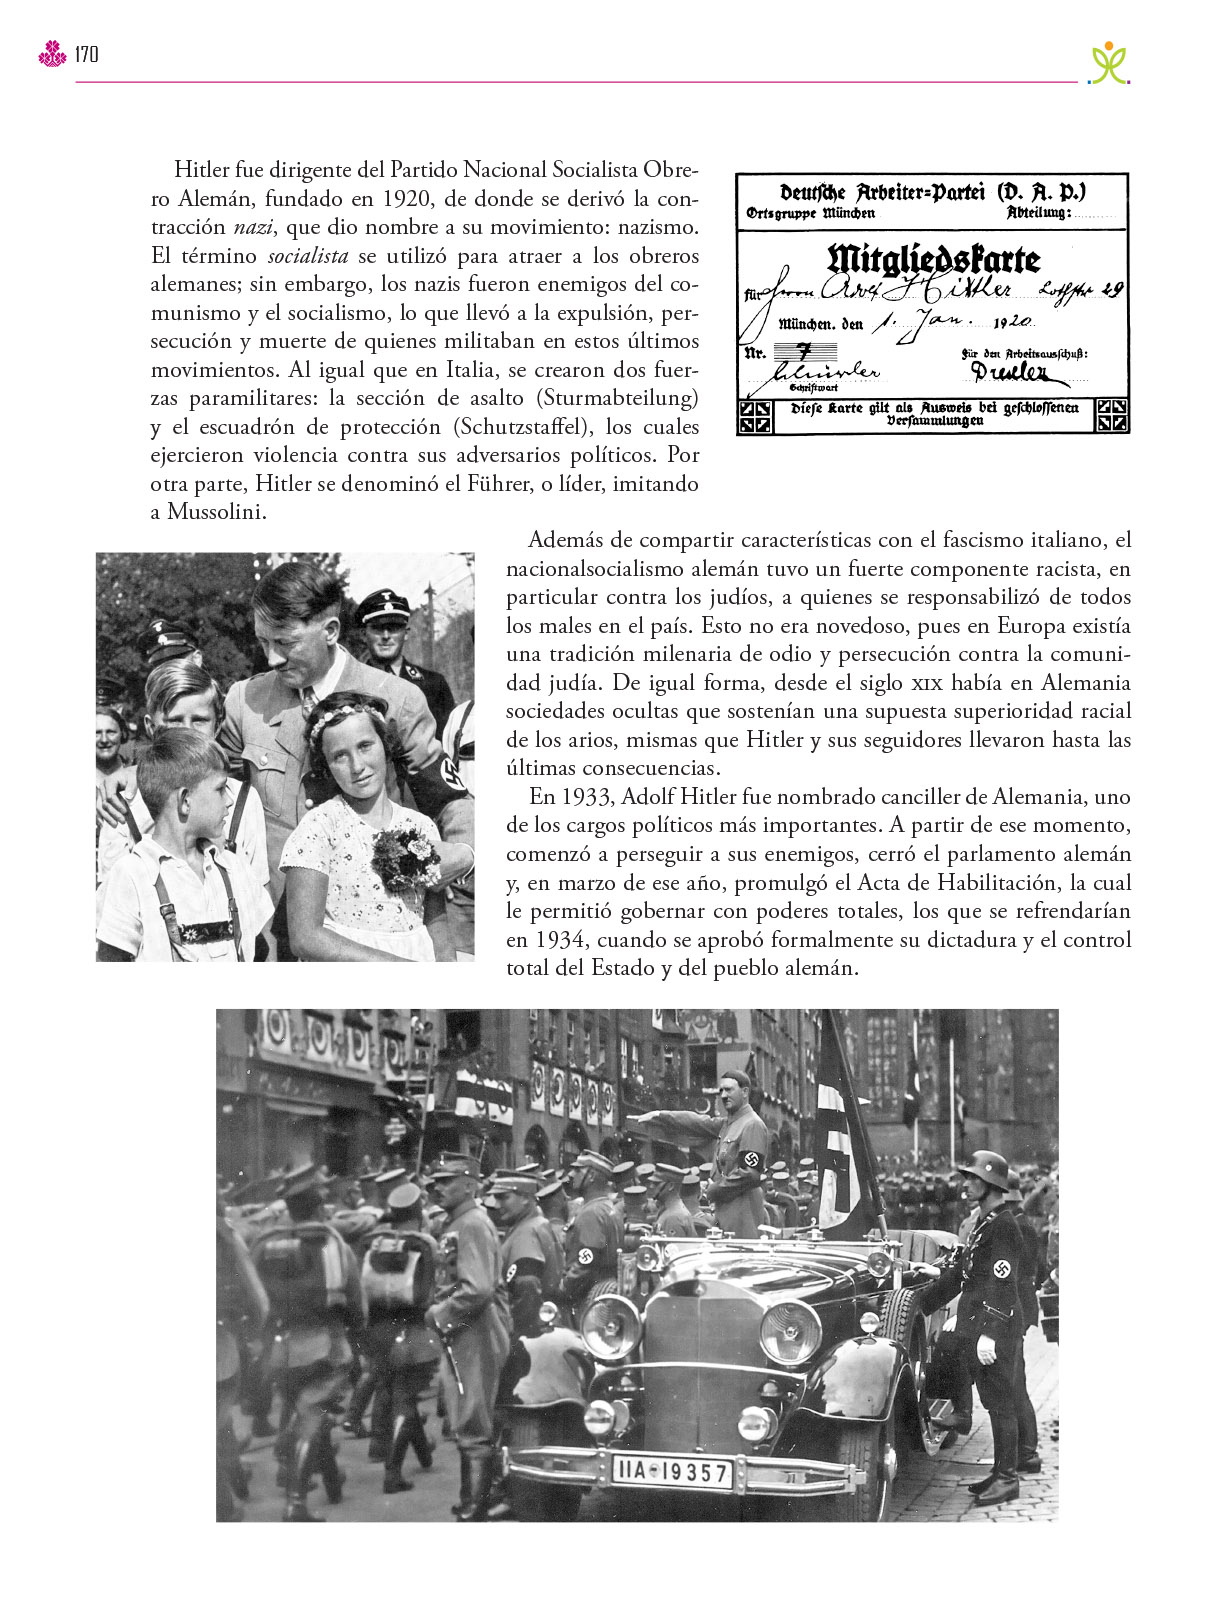 170
Hitler fue dirigente del Partido Nacional Socialista Obre-
ro Alemán, fundado en 1920, de donde se derivó la con-
tracción nazi, que dio nombre a su movimiento: nazismo.
El término socialista se utilizó para atraer a los obreros
alemanes; sin embargo, los nazis fueron enemigos del co-
munismo y el socialismo, lo que llevó a la expulsión, per-
secución y muerte de quienes militaban en estos últimos
movimientos. Al igual que en Italia, se crearon dos fuer-
zas paramilitares: la sección de asalto (Sturmabteilung)
y el escuadrón de protección (Schutzstaffel), los cuales
ejercieron violencia contra sus adversarios políticos. Por
otra parte, Hitler se denominó el Führer, o líder, imitando
a Mussolini.
Deutsche Arbeiter=Partei (D. A. P.)
Ortsgruppe München Abteilung:
Mitgliedskarte
für Herrn Adolf Hitler 29
München, den 1. Jan. 1920
Nr. 7 für den Arbeitsausschuß:
Drexler
Schriftwart
Diese Karte gilt als Ausweis bei geschlossenen
Versammlungen
Además de compartir características con el fascismo italiano, el
nacionalsocialismo alemán tuvo un fuerte componente racista, en
particular contra los judíos, a quienes se responsabilizó de todos
los males en el país. Esto no era novedoso, pues en Europa existía
una tradición milenaria de odio y persecución contra la comuni-
dad judía. De igual forma, desde el siglo XIX había en Alemania
sociedades ocultas que sostenían una supuesta superioridad racial
de los arios, mismas que Hitler y sus seguidores llevaron hasta las
últimas consecuencias.
En 1933, Adolf Hitler fue nombrado canciller de Alemania, uno
de los cargos políticos más importantes. A partir de ese momento,
comenzó a perseguir a sus enemigos, cerró el parlamento alemán
y, en marzo de ese año, promulgó el Acta de Habilitación, la cual
le permitió gobernar con poderes totales, los que se refrendarían
en 1934, cuando se aprobó formalmente su dictadura y el control
total del Estado y del pueblo alemán.
IIA-19357